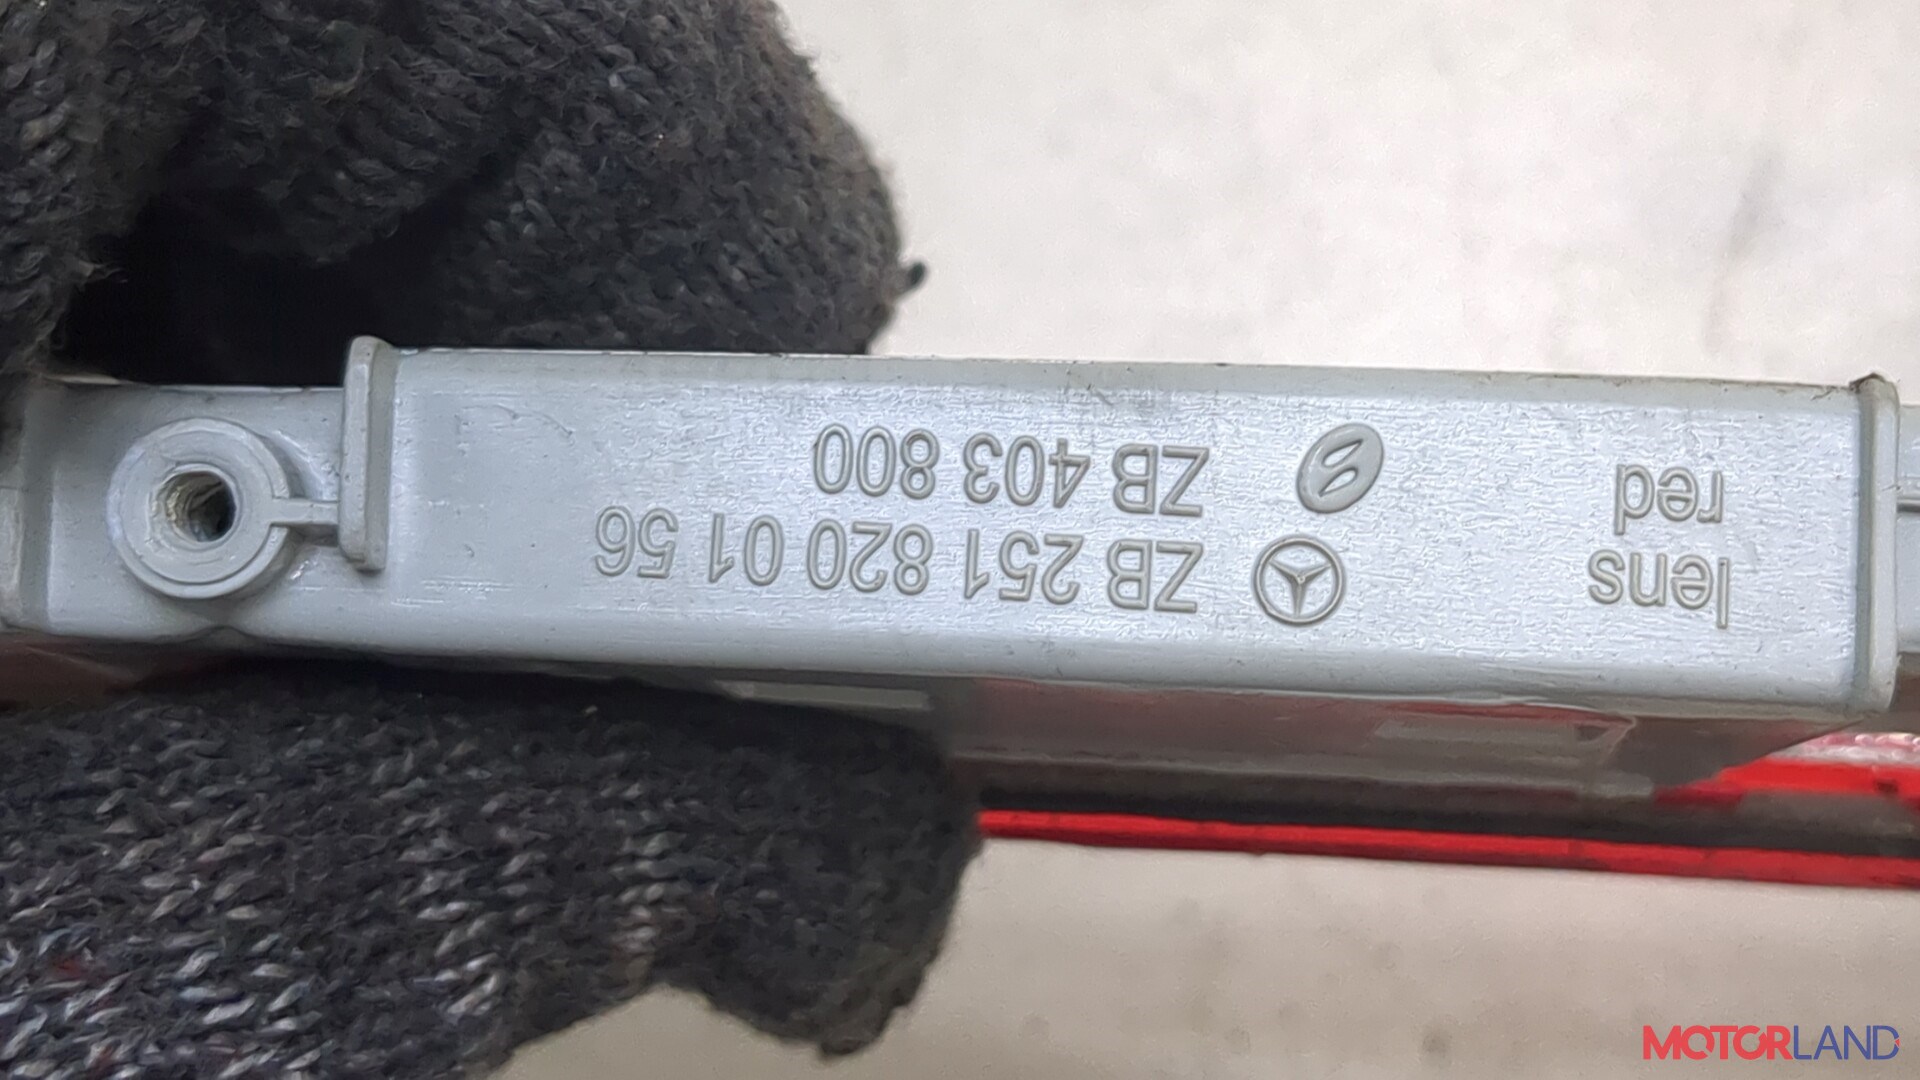 lens
red
ZB 251 820 01 56
ZB 403 800
MOTORLAND